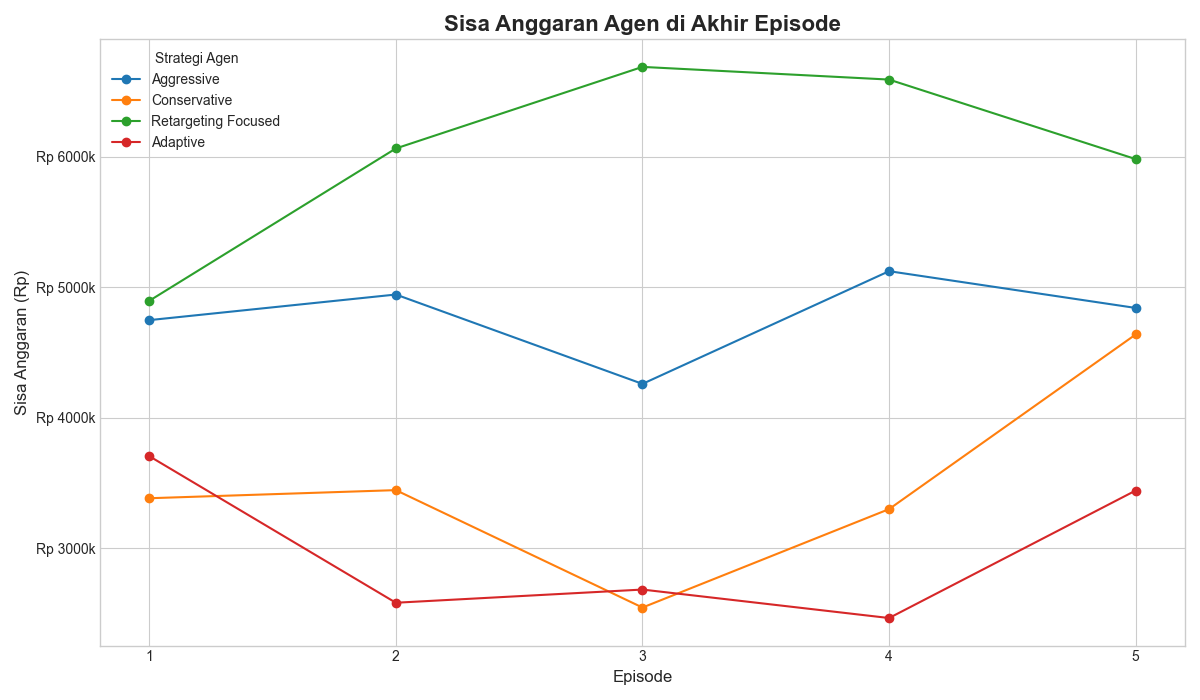 Sisa Anggaran Agen di Akhir Episode
Strategi Agen
Aggressive
Conservative
Retargeting Focused
Adaptive
Rp 6000k
Rp 5000k
Rp 4000k
Rp 3000k
Sisa Anggaran (Rp)
1 2 3 4 5
Episode